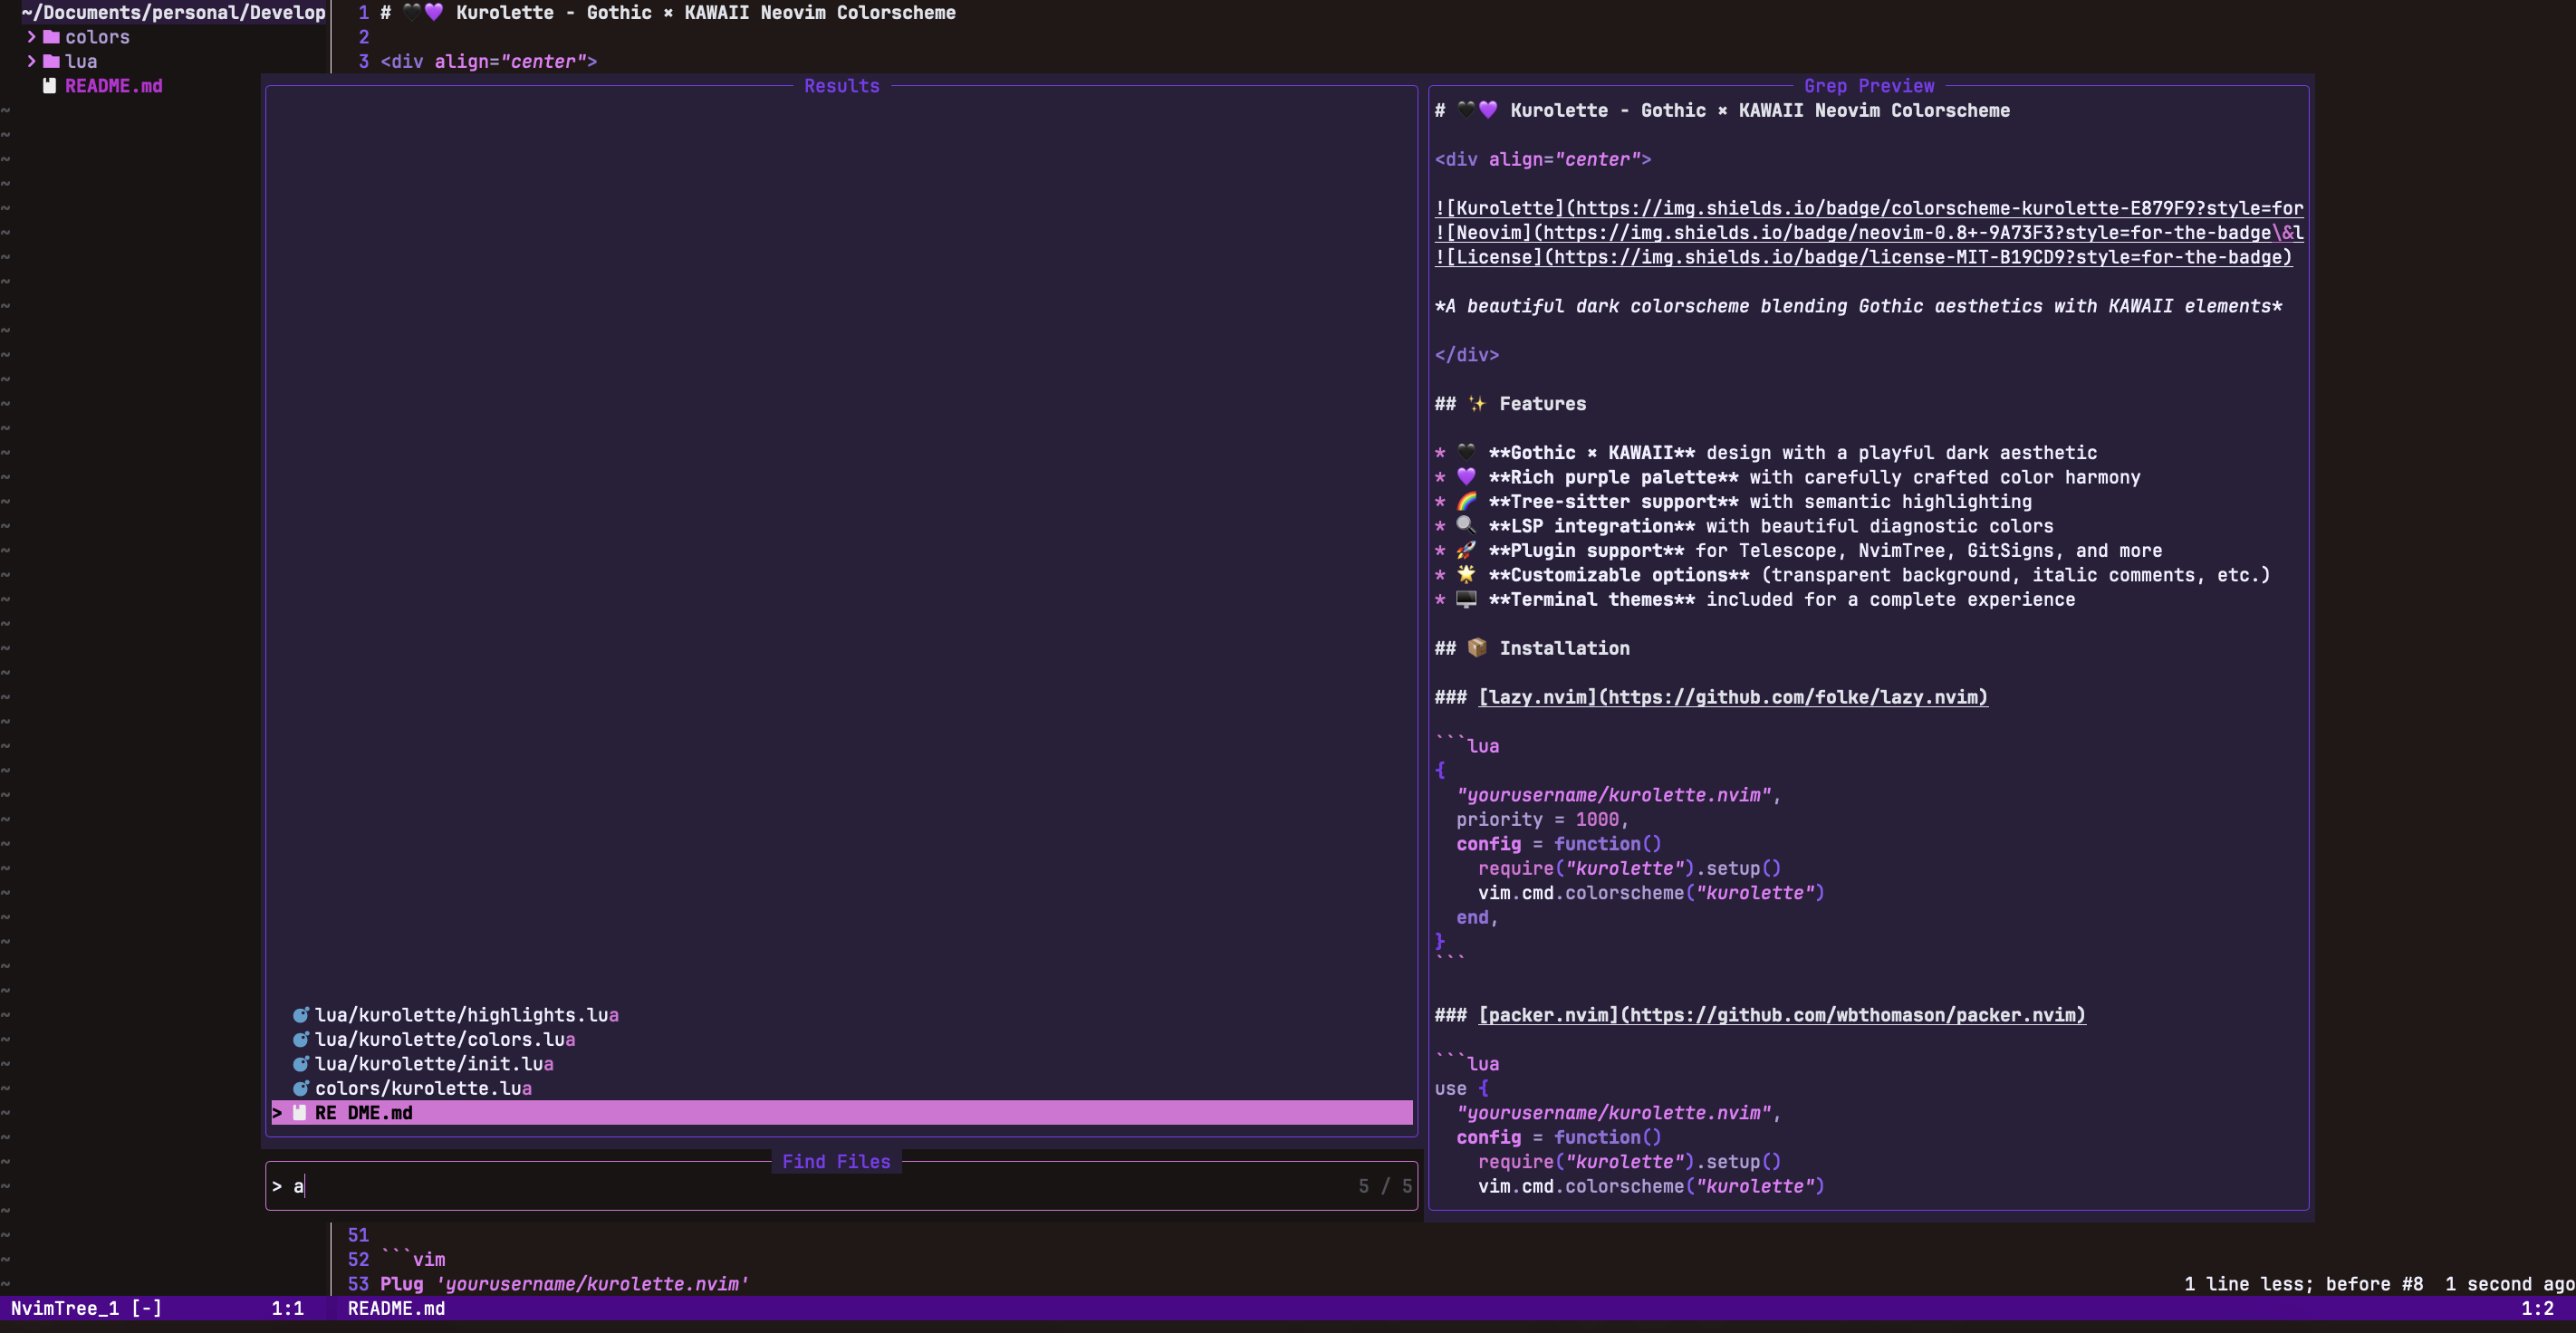 ~/Documents/personal/Develop
colors
lua
README.md
1 # 🖤💜 Kurolette - Gothic × KAWAII Neovim Colorscheme
2
3 <div align="center">
Results
lua/kurolette/highlights.lua
lua/kurolette/colors.lua
lua/kurolette/init.lua
colors/kurolette.lua
> RE DME.md
Find Files
> a
5 / 5
Grep Preview
# 🖤💜 Kurolette - Gothic × KAWAII Neovim Colorscheme
<div align="center">
![Kurolette](https://img.shields.io/badge/colorscheme-kurolette-E879F9?style=for
![Neovim](https://img.shields.io/badge/neovim-0.8+-9A73F3?style=for-the-badge\&l
![License](https://img.shields.io/badge/license-MIT-B19CD9?style=for-the-badge)
*A beautiful dark colorscheme blending Gothic aesthetics with KAWAII elements*
</div>
## ✨ Features
* 🖤 **Gothic × KAWAII** design with a playful dark aesthetic
* 💜 **Rich purple palette** with carefully crafted color harmony
* 🌈 **Tree-sitter support** with semantic highlighting
* 🔍 **LSP integration** with beautiful diagnostic colors
* 🚀 **Plugin support** for Telescope, NvimTree, GitSigns, and more
* 🌟 **Customizable options** (transparent background, italic comments, etc.)
* 🖥️ **Terminal themes** included for a complete experience
## 📦 Installation
### [lazy.nvim](https://github.com/folke/lazy.nvim)
```lua
{
  "yourusername/kurolette.nvim",
  priority = 1000,
  config = function()
    require("kurolette").setup()
    vim.cmd.colorscheme("kurolette")
  end,
}
```
### [packer.nvim](https://github.com/wbthomason/packer.nvim)
```lua
use {
  "yourusername/kurolette.nvim",
  config = function()
    require("kurolette").setup()
    vim.cmd.colorscheme("kurolette")
51
52 ```vim
53 Plug 'yourusername/kurolette.nvim'
1 line less; before #8  1 second ago
NvimTree_1 [-] 1:1
README.md 1:2